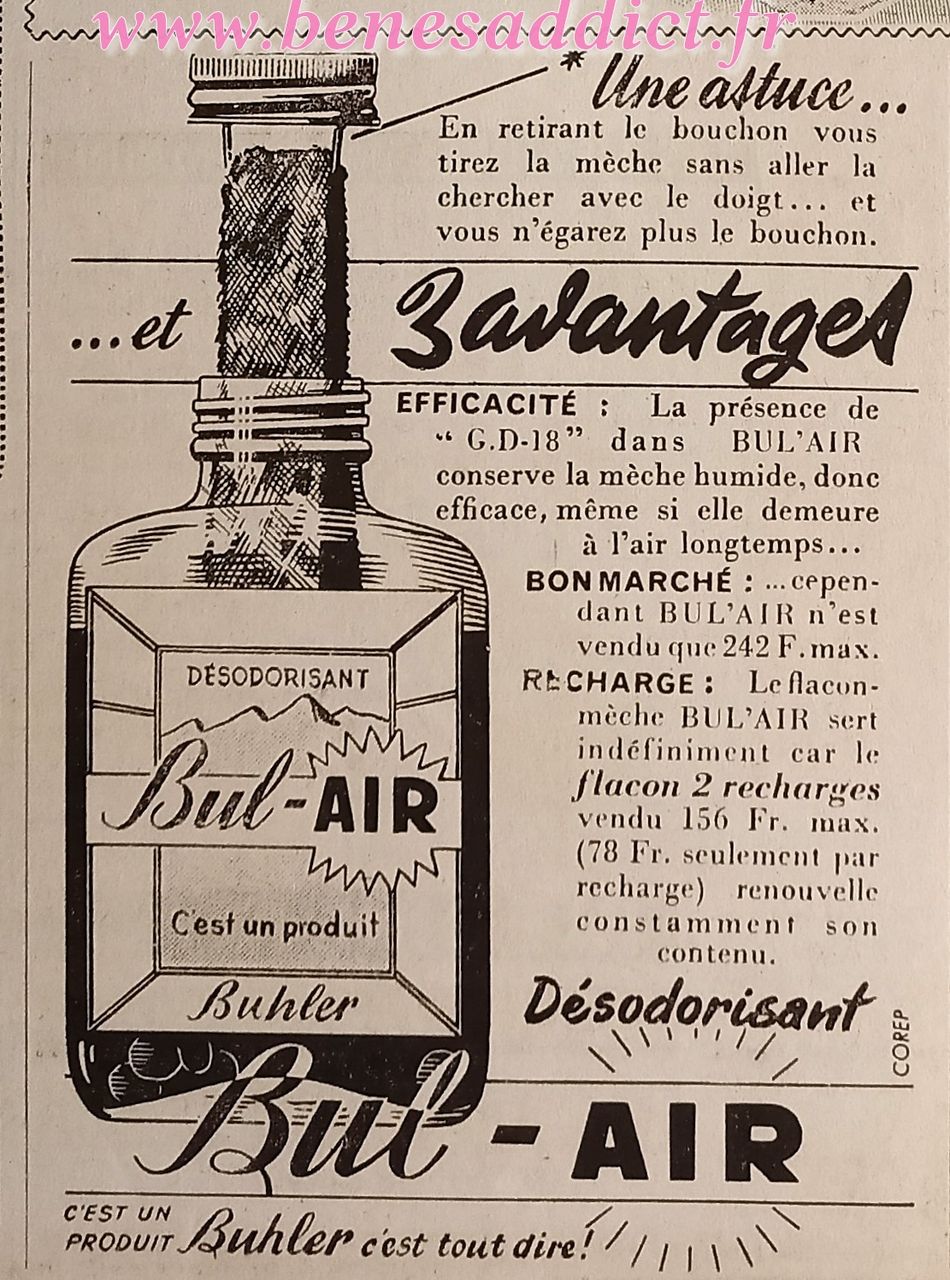 www.benesaddict.fr
* Une astuce...
En retirant le bouchon vous
tirez la mèche sans aller la
chercher avec le doigt... et
vous n'égarez plus le bouchon.
...et 3 avantages
EFFICACITÉ : La présence de
“ G.D-18” dans BUL'AIR
conserve la mèche humide, donc
efficace, même si elle demeure
à l'air longtemps...
BON MARCHÉ : ...cepen-
dant BUL'AIR n'est
vendu que 242 F. max.
RECHARGE : Le flacon-
mèche BUL'AIR sert
indéfiniment car le
flacon 2 recharges
vendu 156 Fr. max.
(78 Fr. seulement par
recharge) renouvelle
constamment son
contenu.
DÉSODORISANT
Bul-AIR
C'est un produit
Buhler
Désodorisant
COREP
Bul-AIR
C'EST UN
PRODUIT Buhler c'est tout dire!